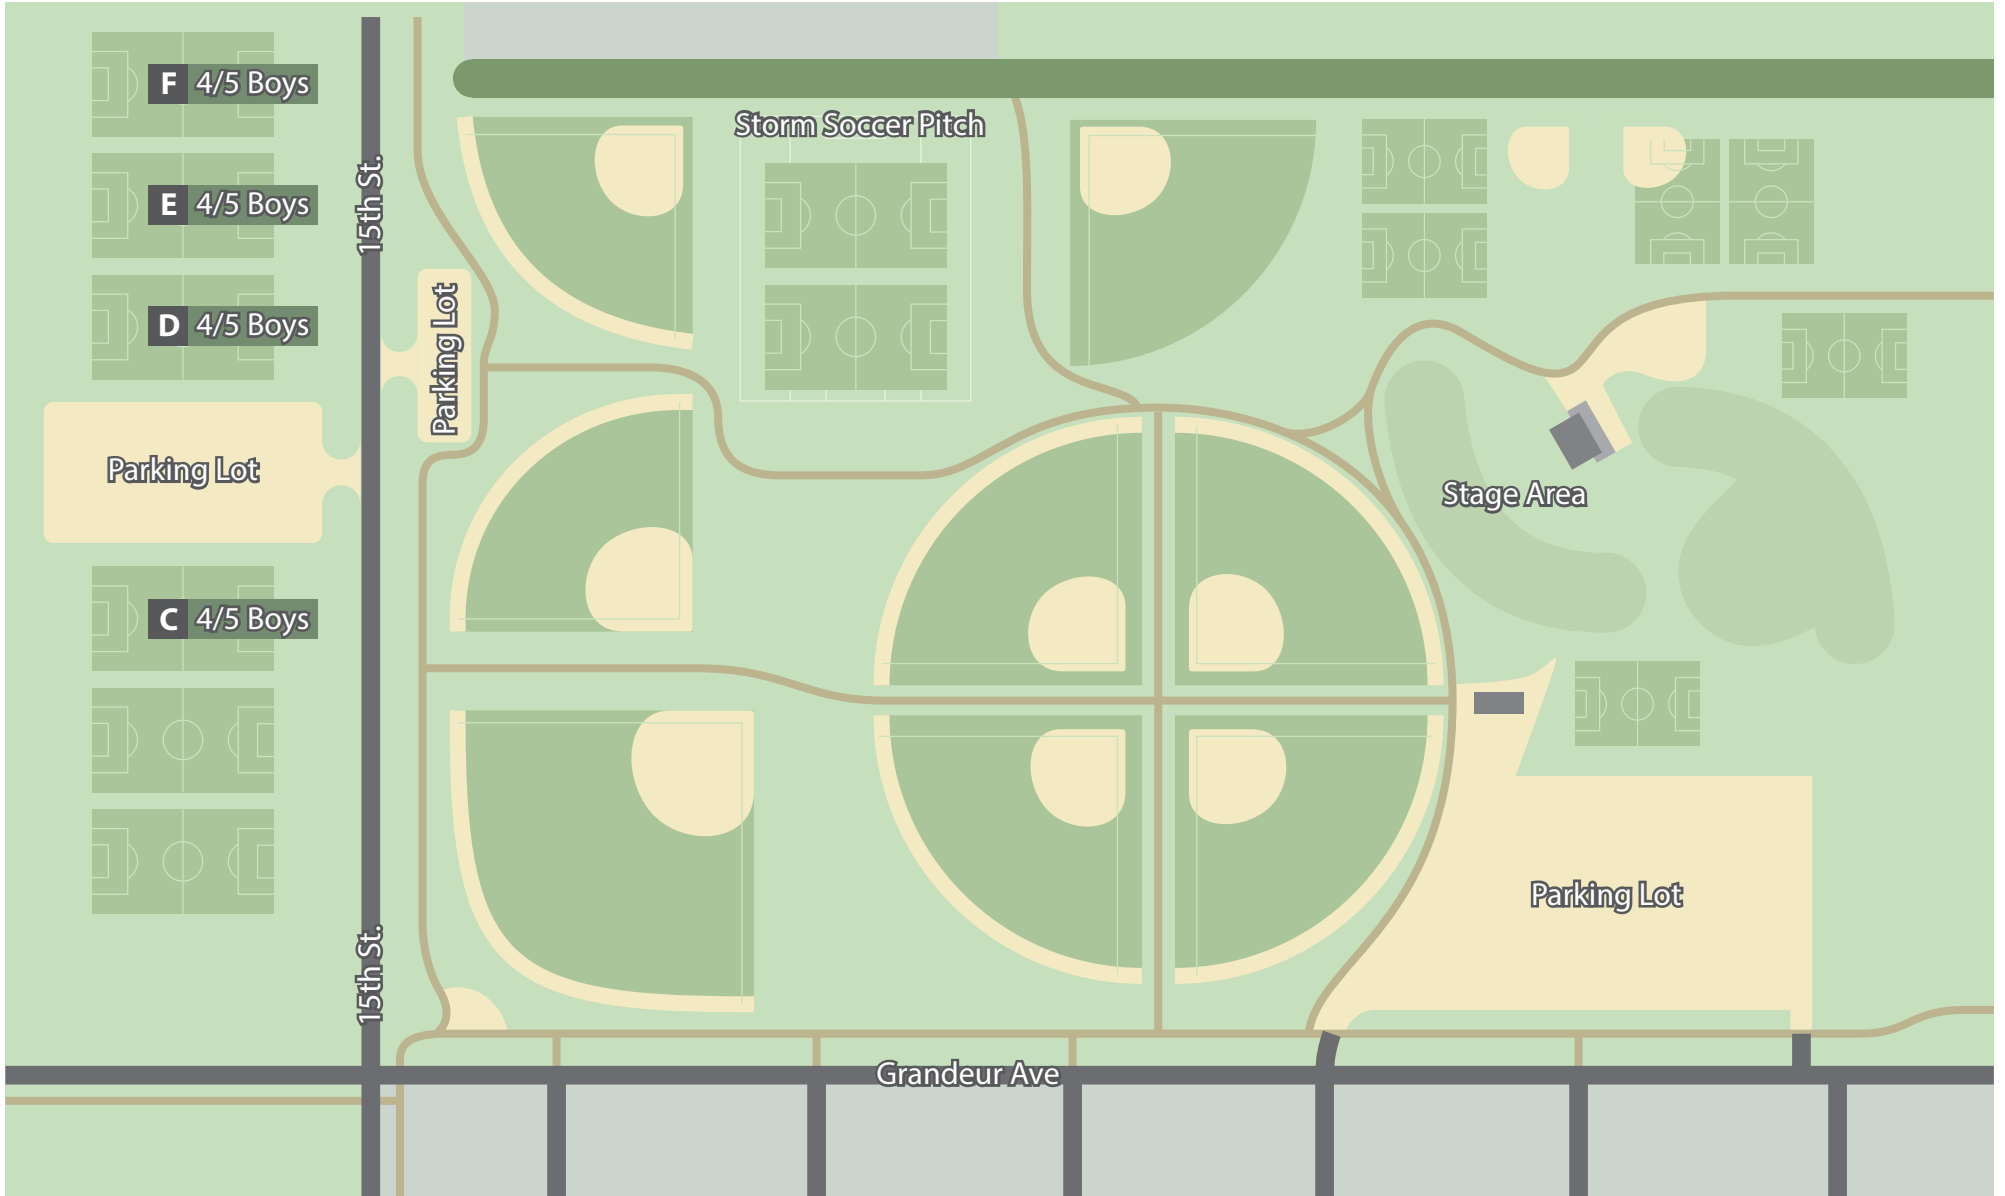 F 4/5 Boys
Storm Soccer Pitch
E 4/5 Boys
15th St.
D 4/5 Boys
Parking Lot
Parking Lot
Stage Area
C 4/5 Boys
Parking Lot
15th St.
Grandeur Ave